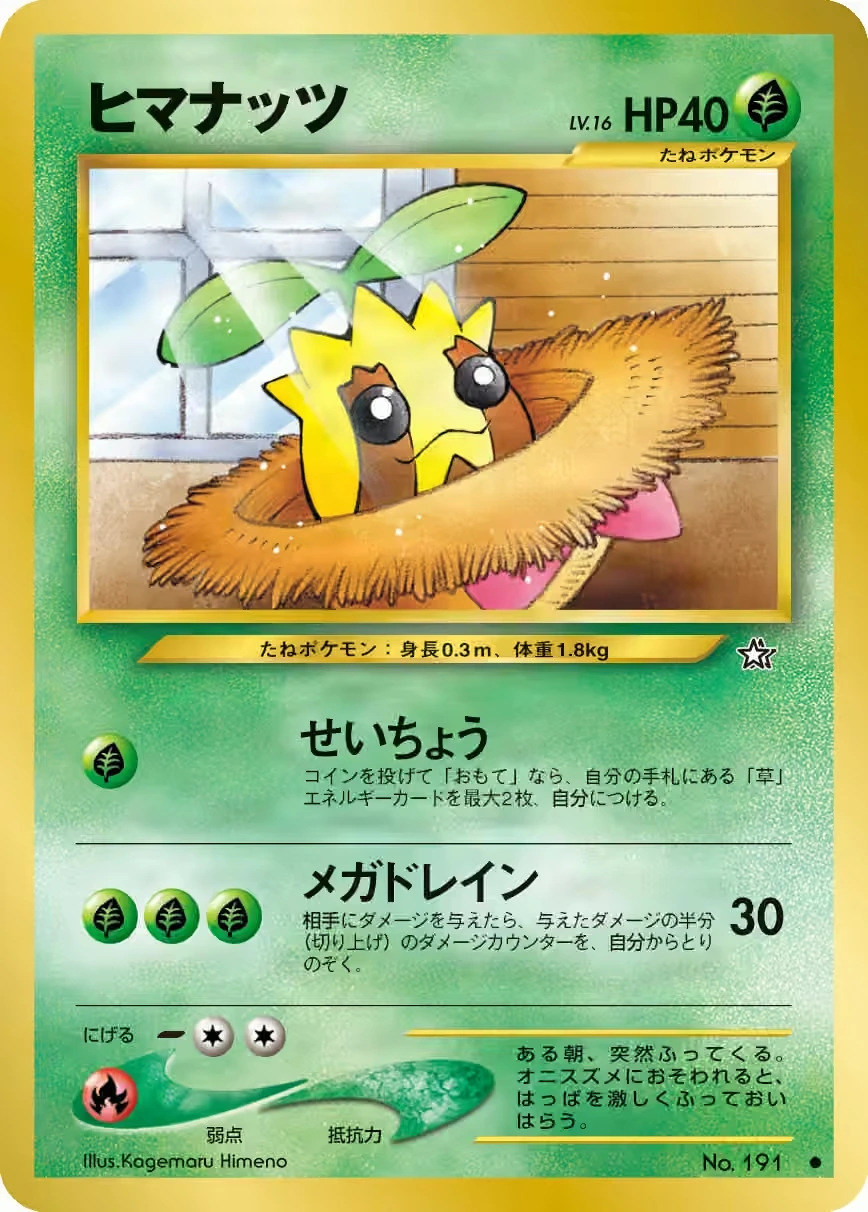 ヒマナッツ
LV.16 HP40
たねポケモン
たねポケモン：身長0.3m、体重1.8kg
せいちょう
コインを投げて「おもて」なら、自分の手札にある「草」
エネルギーカードを最大2枚、自分につける。
メガドレイン
30
相手にダメージを与えたら、与えたダメージの半分
（切り上げ）のダメージカウンターを、自分からとり
のぞく。
にげる
ある朝、突然ふってくる。
オニスズメにおそわれると、
はっぱを激しくふっておい
はらう。
弱点
抵抗力
Illus.Kagemaru Himeno
No. 191